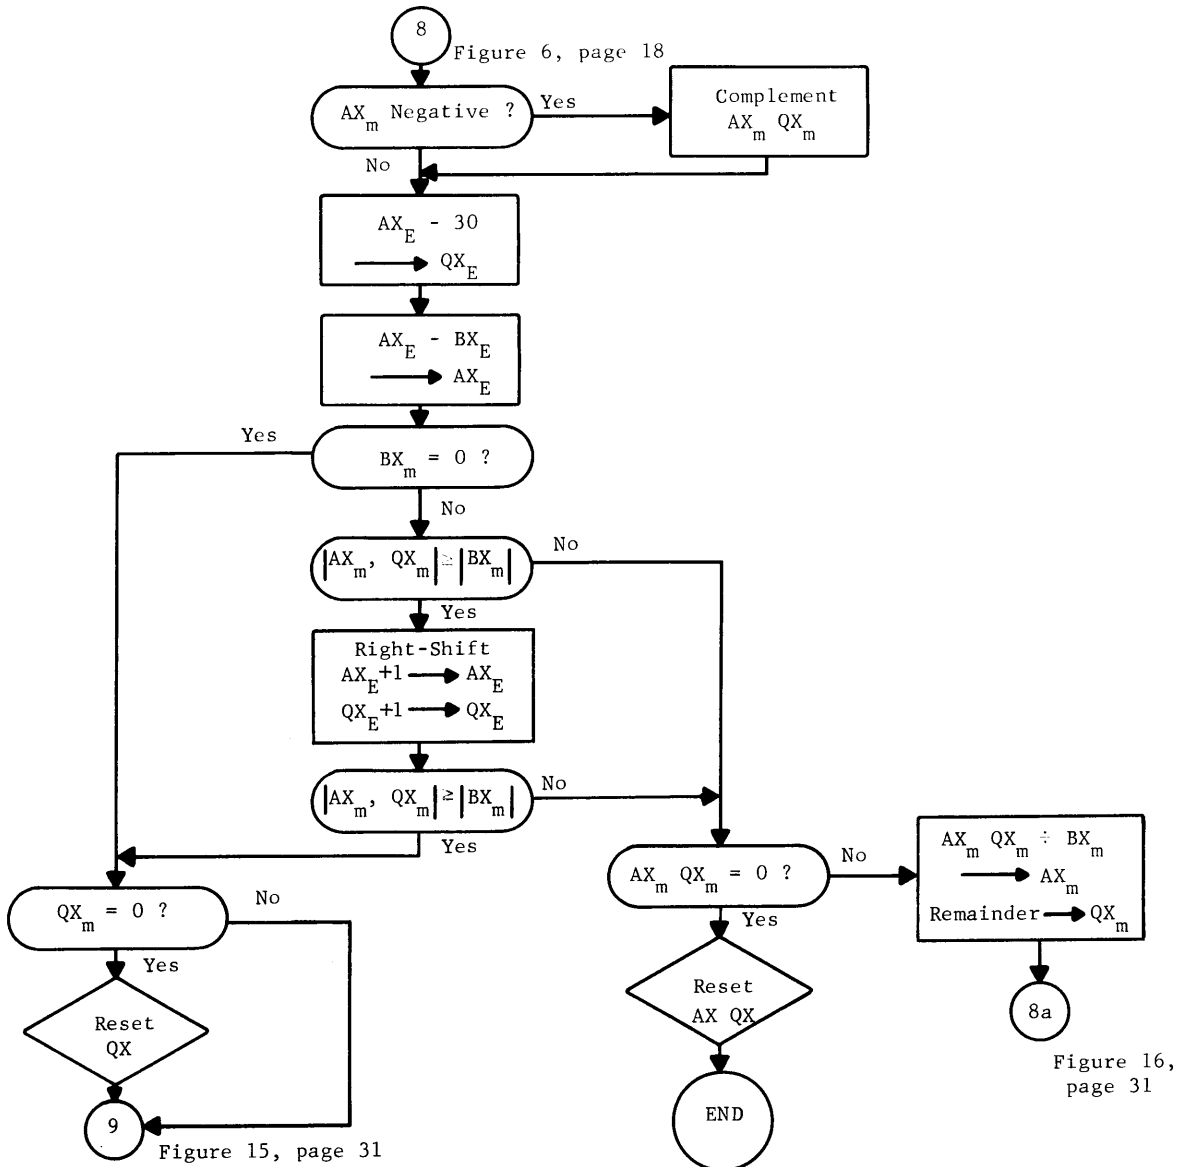 8
Figure 6, page 18
AXm Negative ?
Yes
Complement
AXm QXm
No
AXE - 30
⟶ QXE
AXE - BXE
⟶ AXE
Yes
BXm = 0 ?
No
|AXm, QXm| ≥ |BXm|
No
Yes
Right-Shift
AXE+1 ⟶ AXE
QXE+1 ⟶ QXE
|AXm, QXm| ≥ |BXm|
No
Yes
AXm QXm = 0 ?
No
AXm QXm ÷ BXm
⟶ AXm
Remainder ⟶ QXm
Yes
QXm = 0 ?
No
Yes
Reset
QX
Reset
AX QX
8a
Figure 16,
page 31
END
9
Figure 15, page 31